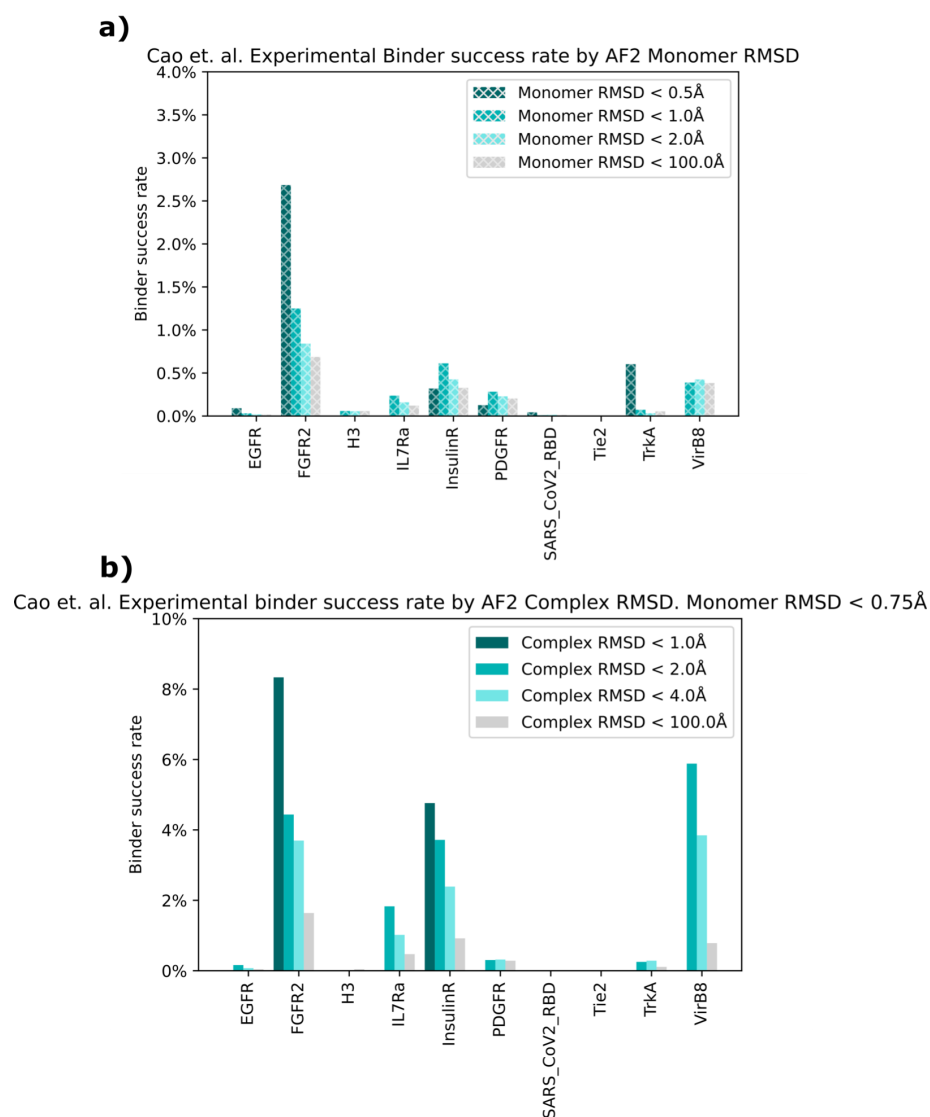 a)
Cao et. al. Experimental Binder success rate by AF2 Monomer RMSD
4.0%
3.5%
3.0%
2.5%
2.0%
1.5%
1.0%
0.5%
0.0%
Binder success rate
Monomer RMSD < 0.5Å
Monomer RMSD < 1.0Å
Monomer RMSD < 2.0Å
Monomer RMSD < 100.0Å
EGFR
FGFR2
H3
IL7Ra
InsulinR
PDGFR
SARS_CoV2_RBD
Tie2
TrkA
VirB8
b)
Cao et. al. Experimental binder success rate by AF2 Complex RMSD. Monomer RMSD < 0.75Å
10%
8%
6%
4%
2%
0%
Binder success rate
Complex RMSD < 1.0Å
Complex RMSD < 2.0Å
Complex RMSD < 4.0Å
Complex RMSD < 100.0Å
EGFR
FGFR2
H3
IL7Ra
InsulinR
PDGFR
SARS_CoV2_RBD
Tie2
TrkA
VirB8